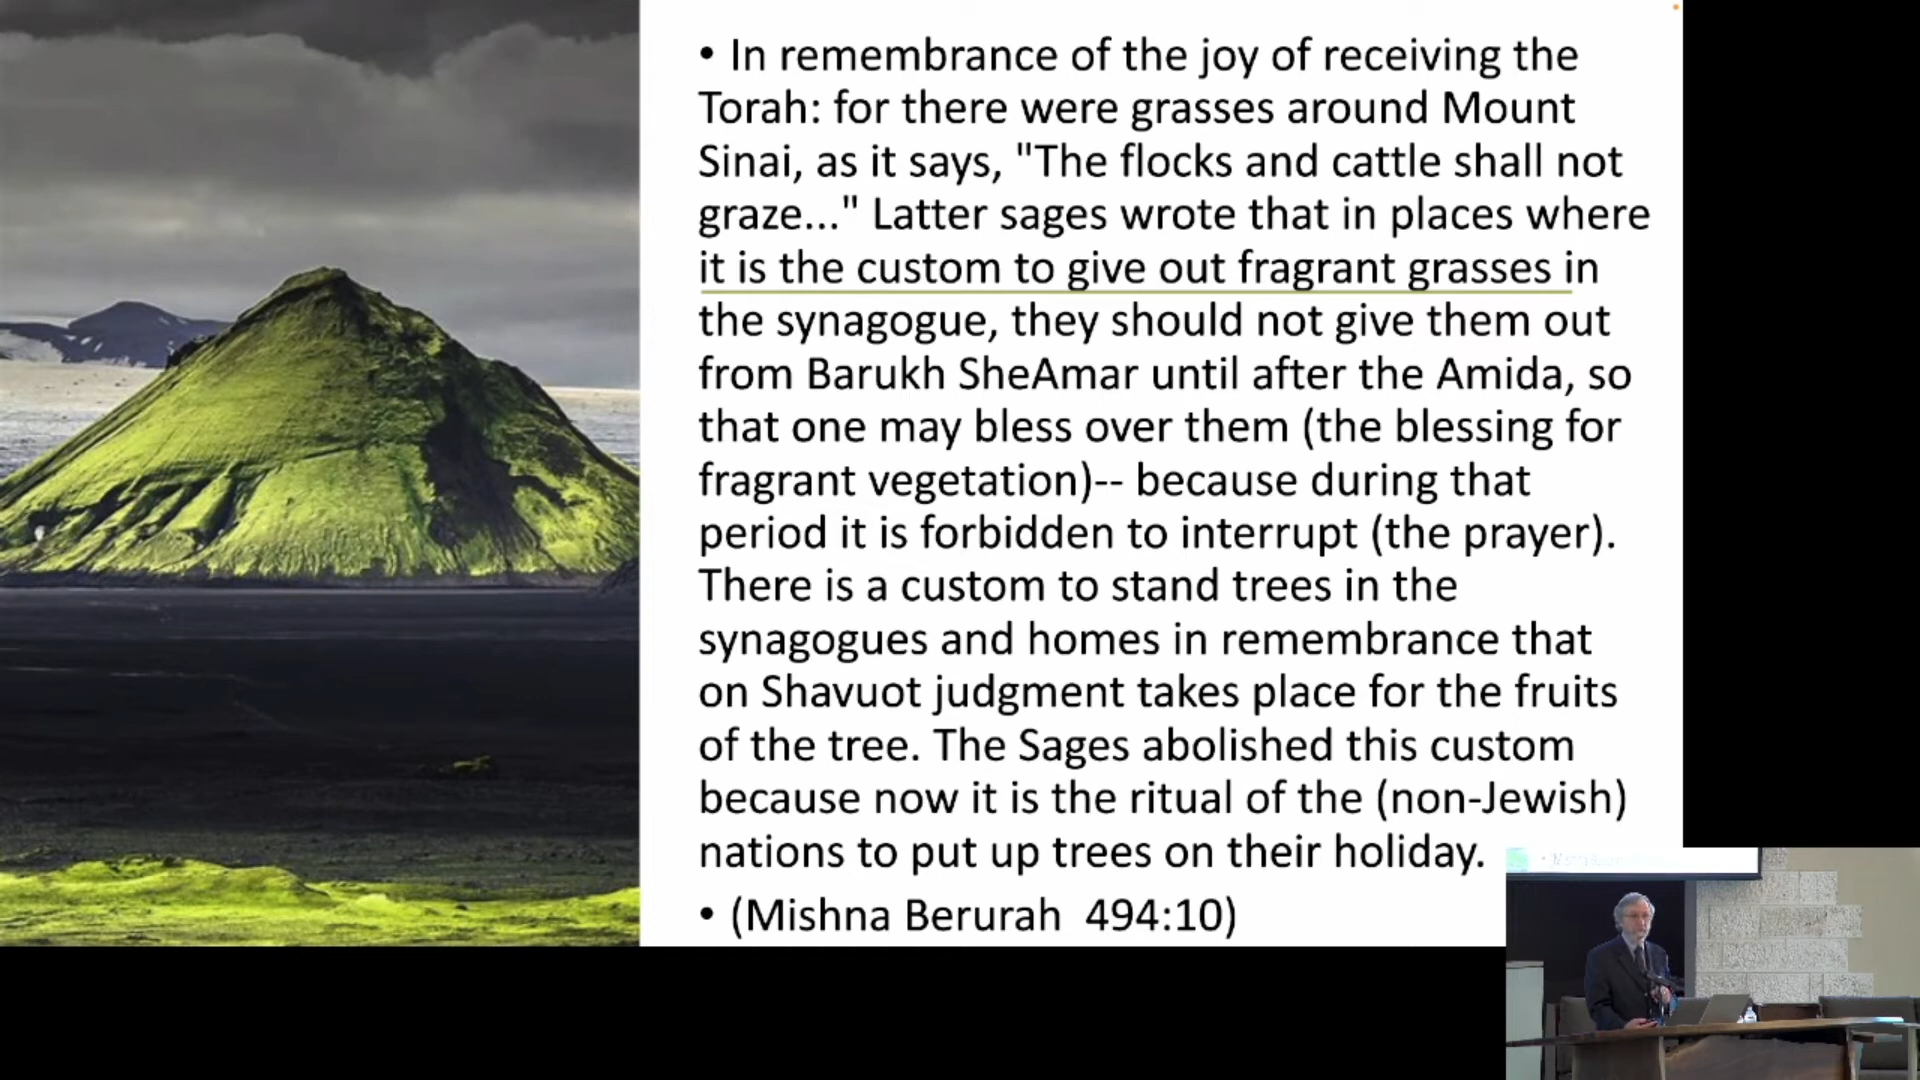 • In remembrance of the joy of receiving the
Torah: for there were grasses around Mount
Sinai, as it says, "The flocks and cattle shall not
graze..." Latter sages wrote that in places where
it is the custom to give out fragrant grasses in
the synagogue, they should not give them out
from Barukh SheAmar until after the Amida, so
that one may bless over them (the blessing for
fragrant vegetation)-- because during that
period it is forbidden to interrupt (the prayer).
There is a custom to stand trees in the
synagogues and homes in remembrance that
on Shavuot judgment takes place for the fruits
of the tree. The Sages abolished this custom
because now it is the ritual of the (non-Jewish)
nations to put up trees on their holiday.
• (Mishna Berurah 494:10)